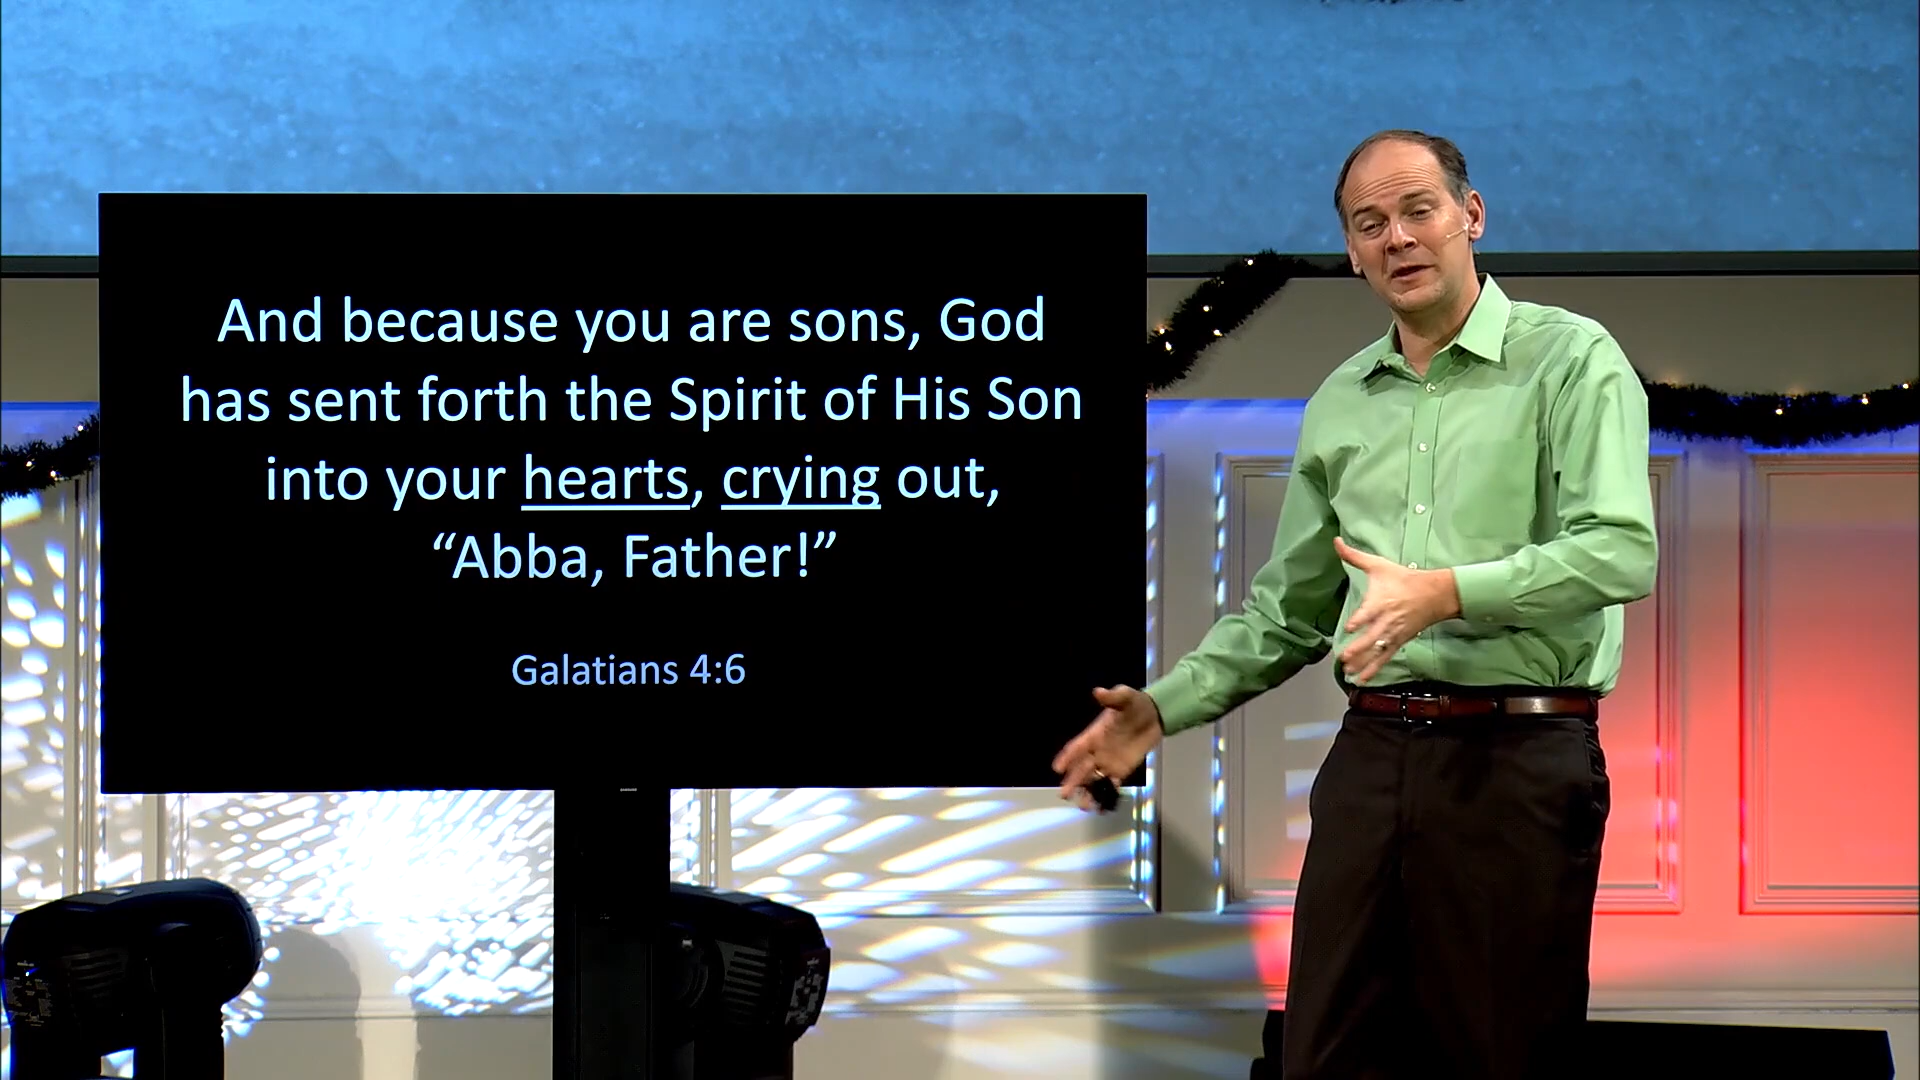 And because you are sons, God
has sent forth the Spirit of His Son
into your hearts, crying out,
“Abba, Father!”
Galatians 4:6